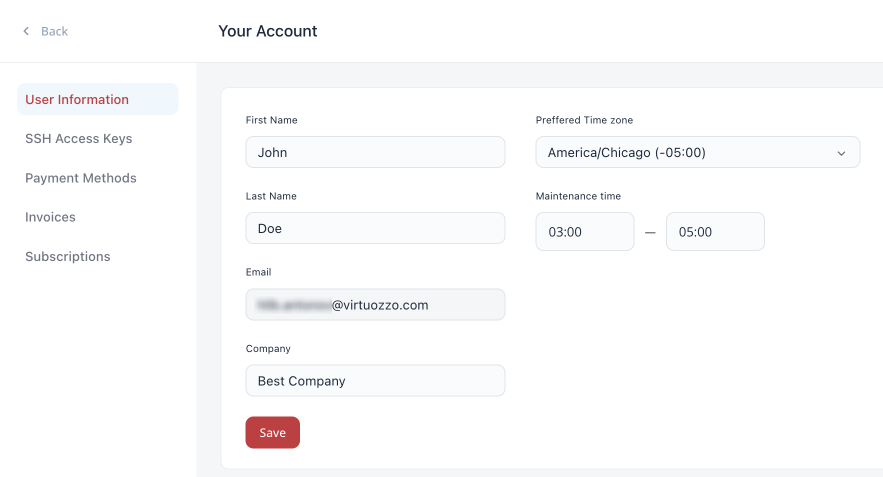 Back
Your Account
User Information
SSH Access Keys
Payment Methods
Invoices
Subscriptions
First Name
John
Last Name
Doe
Email
@virtuozzo.com
Company
Best Company
Save
Preffered Time zone
America/Chicago (-05:00)
Maintenance time
03:00 — 05:00